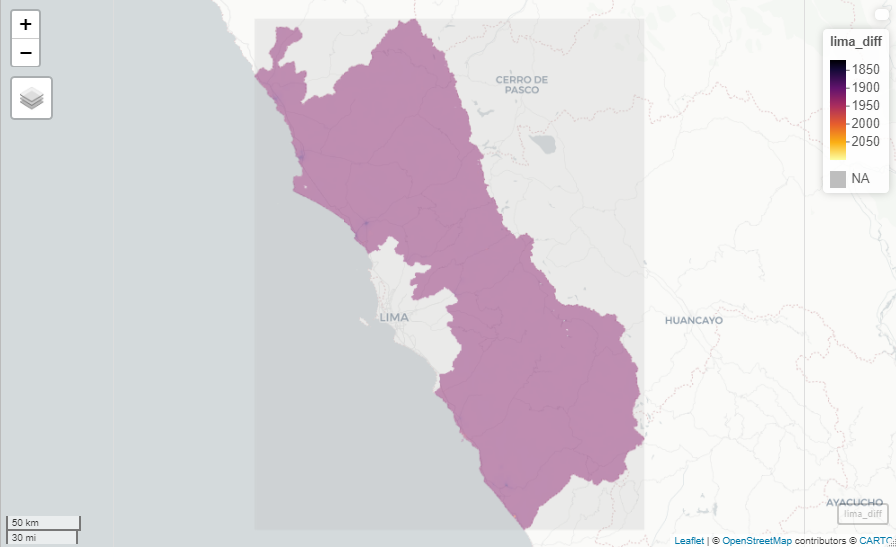 +
−
lima_diff
1850
1900
1950
2000
2050
NA
CERRO DE
PASCO
LIMA
HUANCAYO
AYACUCHO
lima_diff
50 km
30 mi
Leaflet | © OpenStreetMap contributors © CARTO